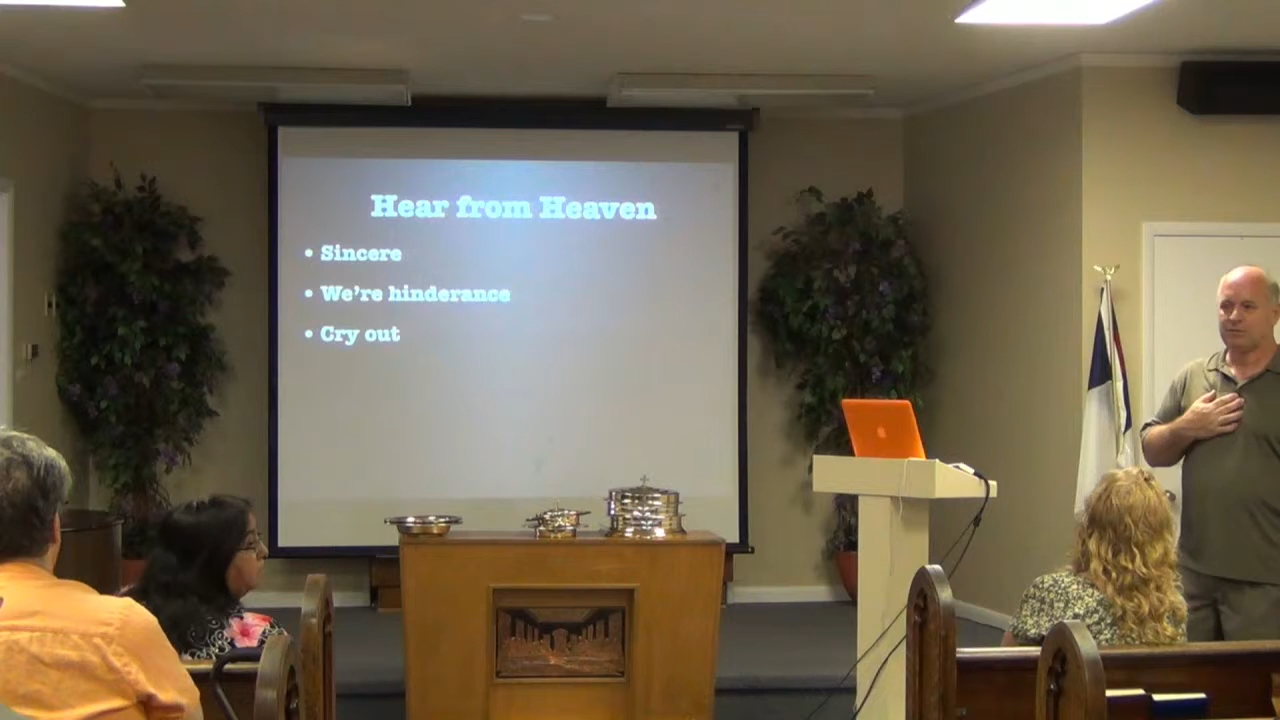 Hear from Heaven
• Sincere
• We're hinderance
• Cry out